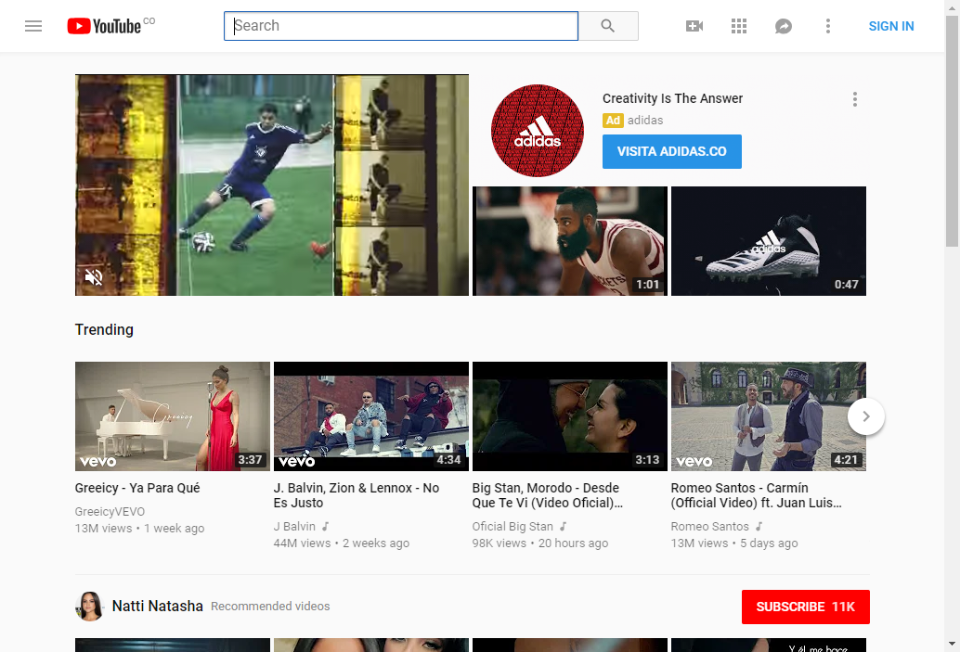 YouTube CO
Search
SIGN IN
Creativity Is The Answer
Ad adidas
VISITA ADIDAS.CO
adidas
1:01
adidas
0:47
Trending
Greeicy
vevo
3:37
vevo
4:34
3:13
vevo
4:21
Greeicy - Ya Para Qué
GreeicyVEVO
13M views • 1 week ago
J. Balvin, Zion & Lennox - No
Es Justo
J Balvin
44M views • 2 weeks ago
Big Stan, Morodo - Desde
Que Te Vi (Video Oficial)...
Oficial Big Stan
98K views • 20 hours ago
Romeo Santos - Carmín
(Official Video) ft. Juan Luis...
Romeo Santos
13M views • 5 days ago
Natti Natasha Recommended videos
SUBSCRIBE 11K